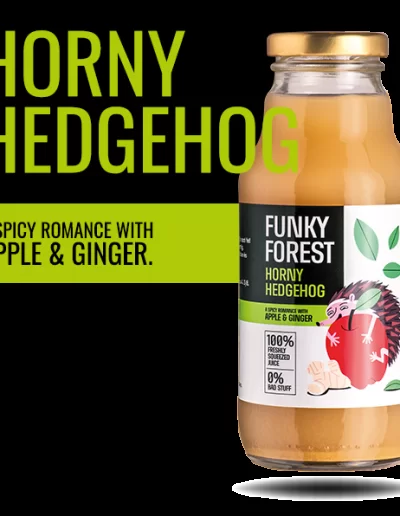 HORNY
HEDGEHOG
SPICY ROMANCE WITH
APPLE & GINGER.
FUNKY
FOREST
HORNY
HEDGEHOG
A SPICY ROMANCE WITH
APPLE & GINGER
100%
FRESHLY
SQUEEZED
JUICE
0%
BAD STUFF